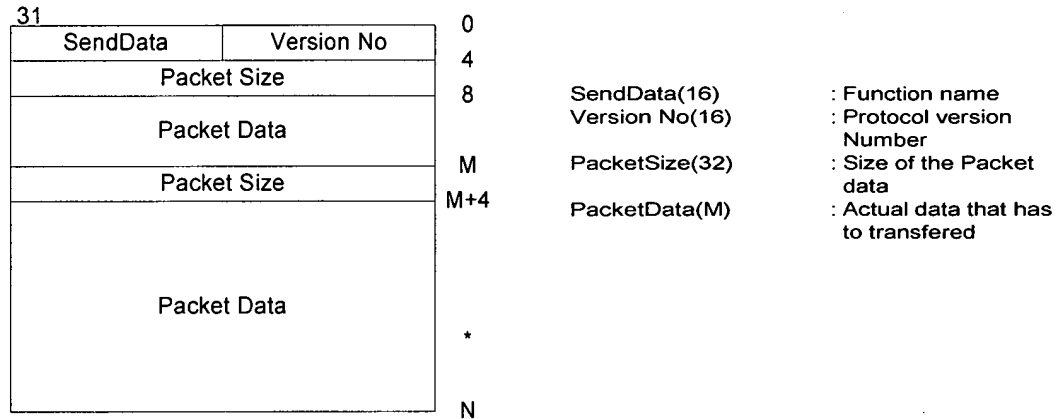 31
0
SendData Version No
4
Packet Size
8
Packet Data
M
Packet Size
M+4
Packet Data
*
N
SendData(16) : Function name
Version No(16) : Protocol version
Number
PacketSize(32) : Size of the Packet
data
PacketData(M) : Actual data that has
to transfered